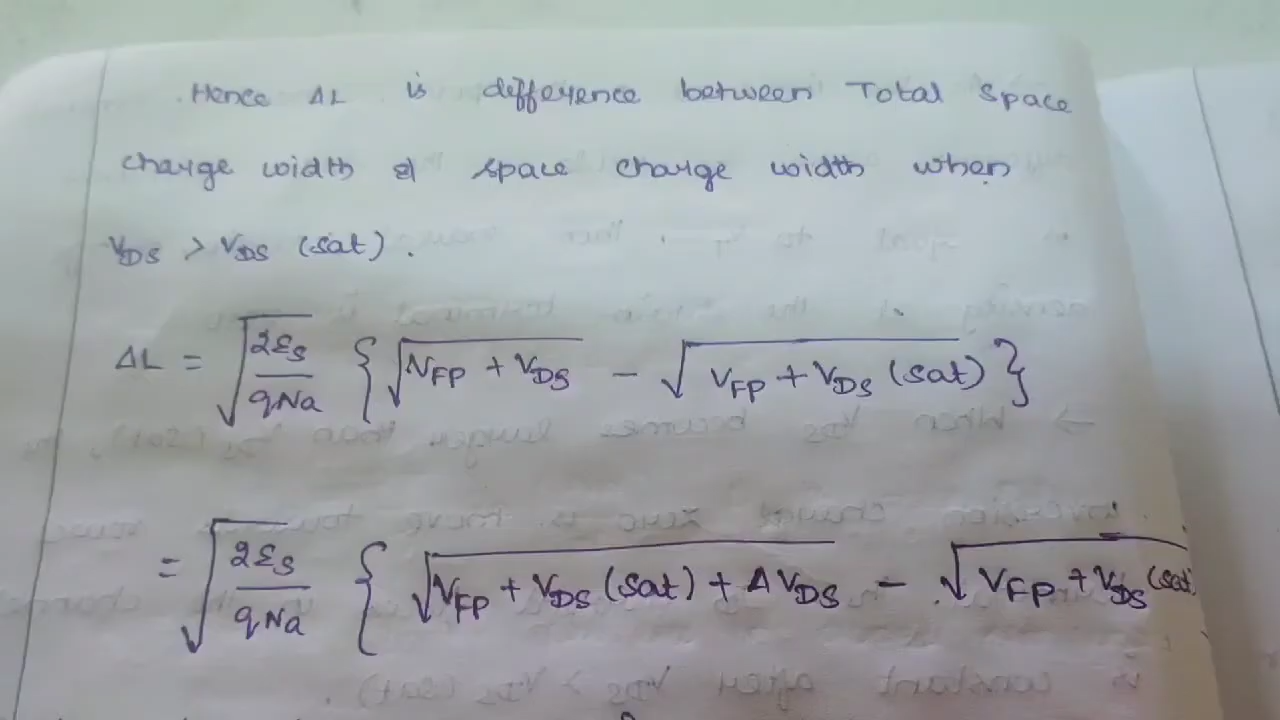 Hence ΔL is difference between Total Space
charge width & space charge width when
VDS > VDS (sat).
ΔL = √(2εs/qNa) { √(VFP + VDS) - √(VFP + VDS (sat)) }
= √(2εs/qNa) { √(VFP + VDS (sat) + ΔVDS) - √(VFP + VDS (sat)